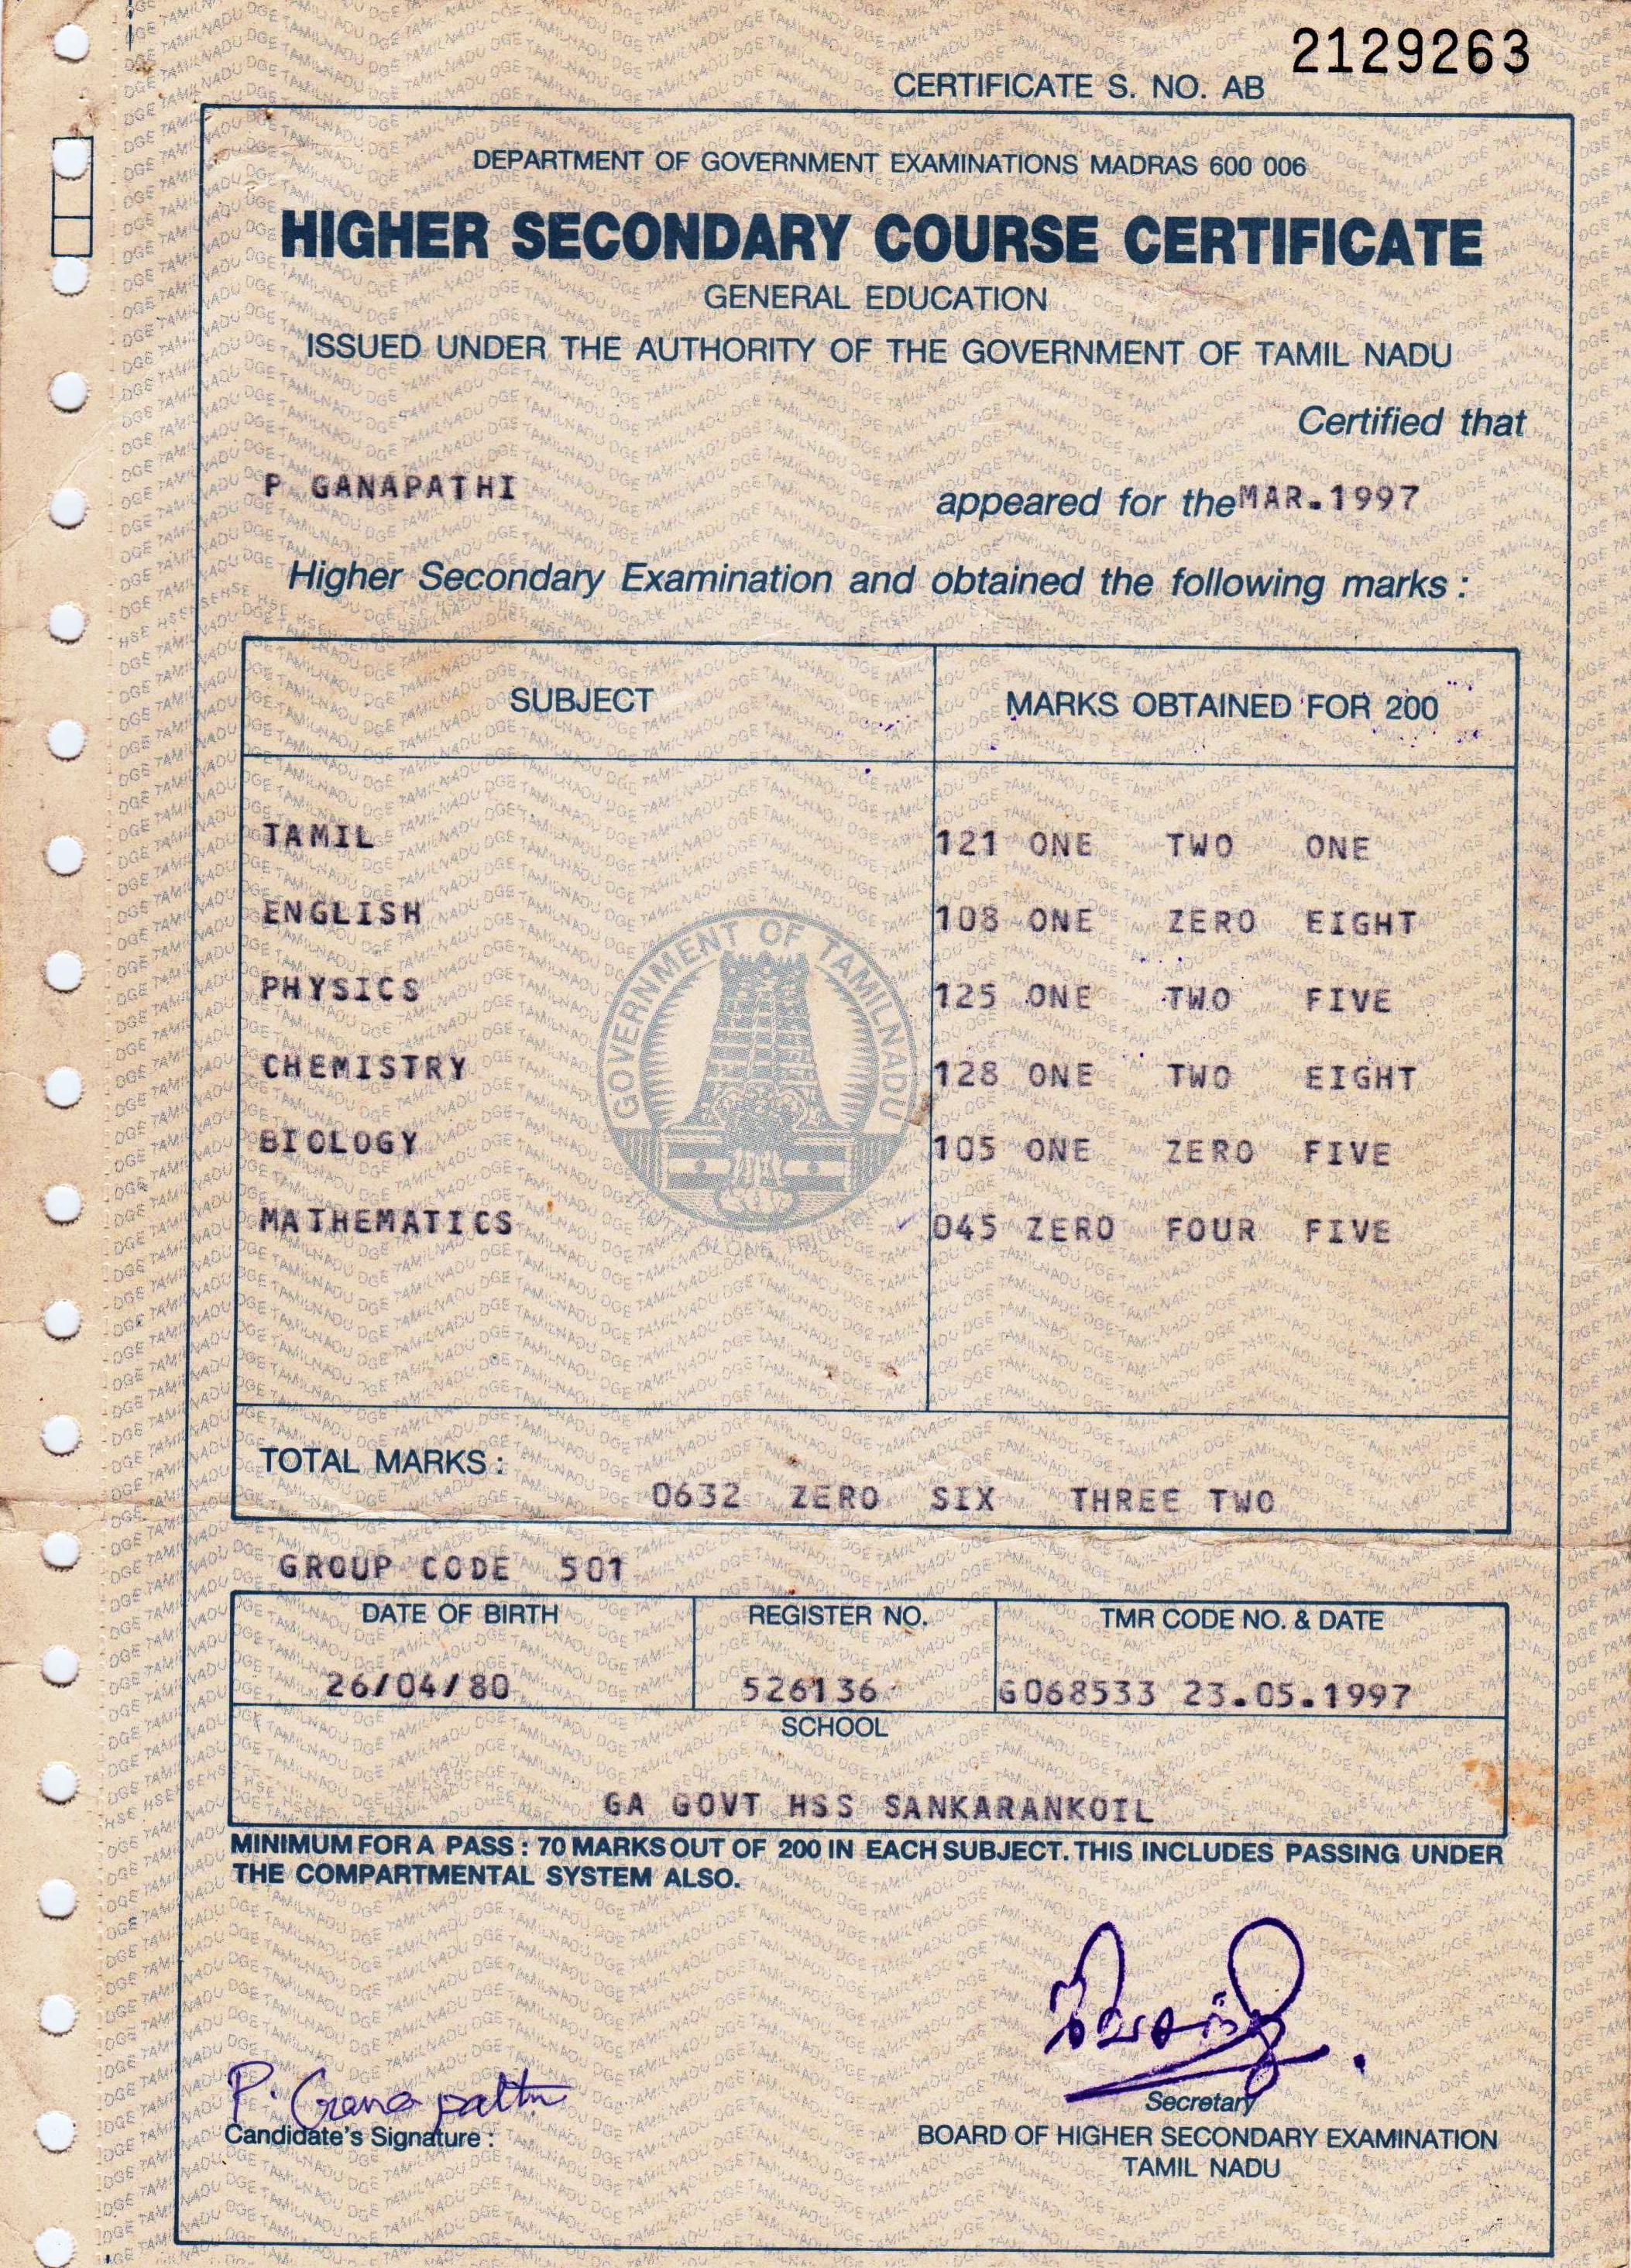 CERTIFICATE S. NO. AB 2129263
DEPARTMENT OF GOVERNMENT EXAMINATIONS MADRAS 600 006
HIGHER SECONDARY COURSE CERTIFICATE
GENERAL EDUCATION
ISSUED UNDER THE AUTHORITY OF THE GOVERNMENT OF TAMIL NADU
Certified that
P GANAPATHI appeared for the MAR.1997
Higher Secondary Examination and obtained the following marks :
SUBJECT MARKS OBTAINED FOR 200
TAMIL 121 ONE TWO ONE
ENGLISH 108 ONE ZERO EIGHT
PHYSICS 125 ONE TWO FIVE
CHEMISTRY 128 ONE TWO EIGHT
BIOLOGY 105 ONE ZERO FIVE
MATHEMATICS 045 ZERO FOUR FIVE
GOVERNMENT OF TAMILNADU
TOTAL MARKS :
0632 ZERO SIX THREE TWO
GROUP CODE 501
DATE OF BIRTH REGISTER NO. TMR CODE NO. & DATE
26/04/80 526136 G068533 23.05.1997
SCHOOL
GA GOVT HSS SANKARANKOIL
MINIMUM FOR A PASS : 70 MARKS OUT OF 200 IN EACH SUBJECT. THIS INCLUDES PASSING UNDER
THE COMPARTMENTAL SYSTEM ALSO.
P. Ganapathi
Candidate's Signature :
Secretary
BOARD OF HIGHER SECONDARY EXAMINATION
TAMIL NADU